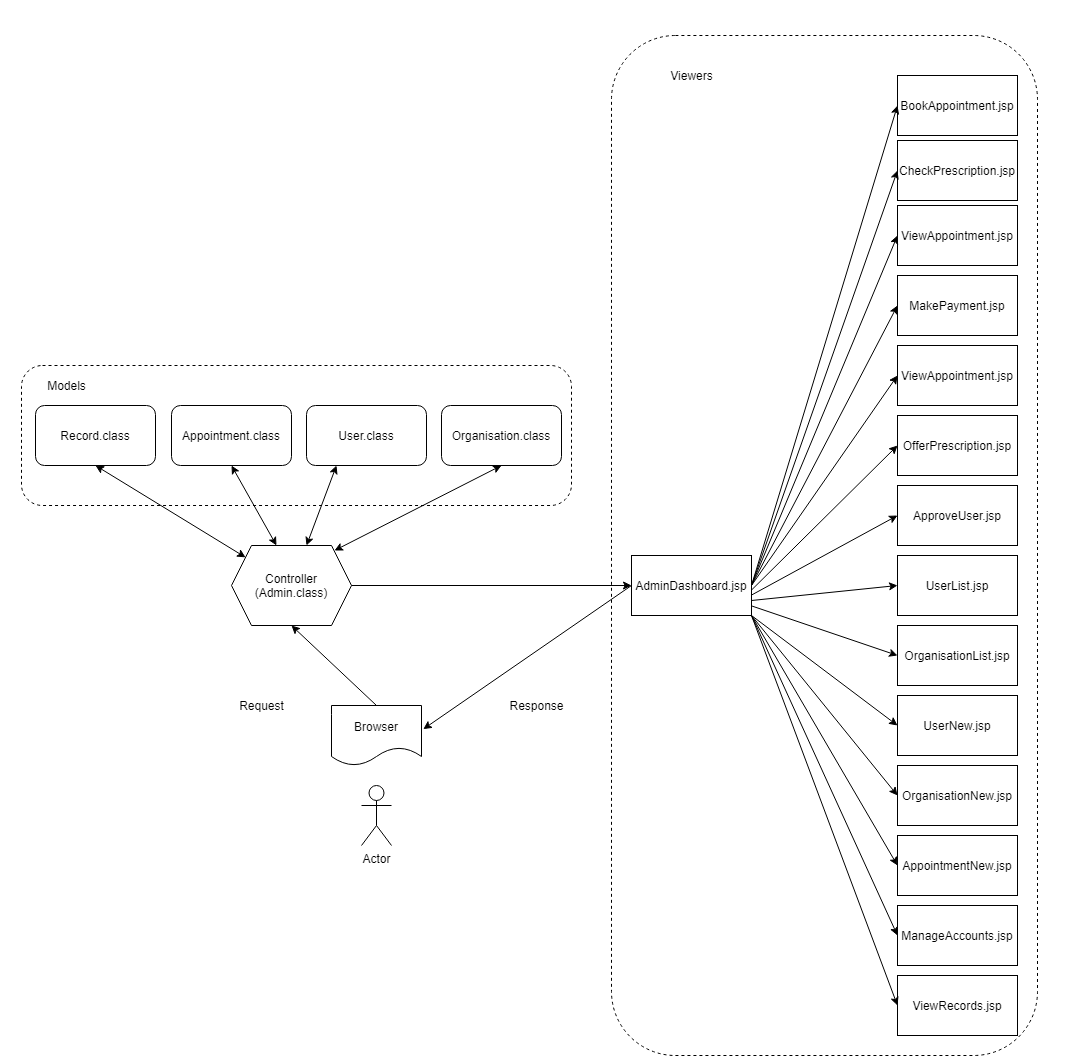 Viewers
BookAppointment.jsp
CheckPrescription.jsp
ViewAppointment.jsp
MakePayment.jsp
ViewAppointment.jsp
OfferPrescription.jsp
ApproveUser.jsp
UserList.jsp
OrganisationList.jsp
UserNew.jsp
OrganisationNew.jsp
AppointmentNew.jsp
ManageAccounts.jsp
ViewRecords.jsp
AdminDashboard.jsp
Models
Record.class
Appointment.class
User.class
Organisation.class
Controller
(Admin.class)
Request
Response
Browser
Actor